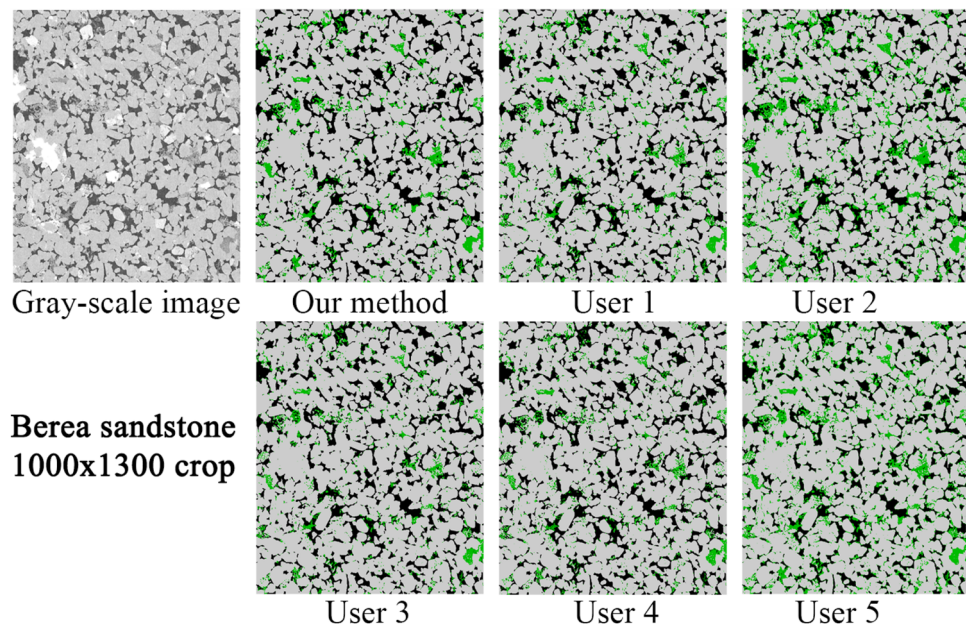 Gray-scale image
Our method
User 1
User 2
Berea sandstone
1000x1300 crop
User 3
User 4
User 5